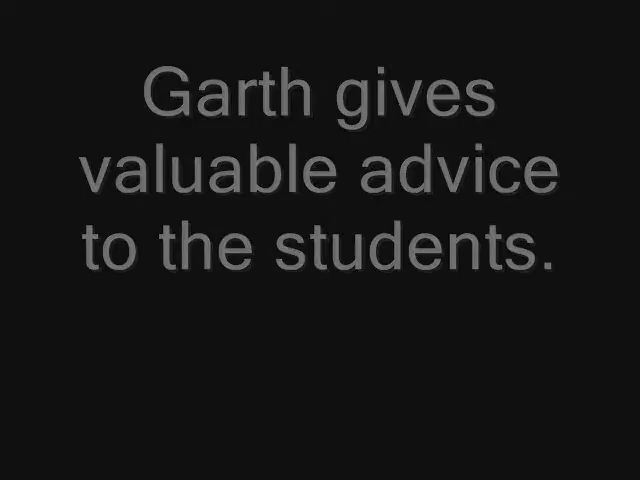 Garth gives
valuable advice
to the students.